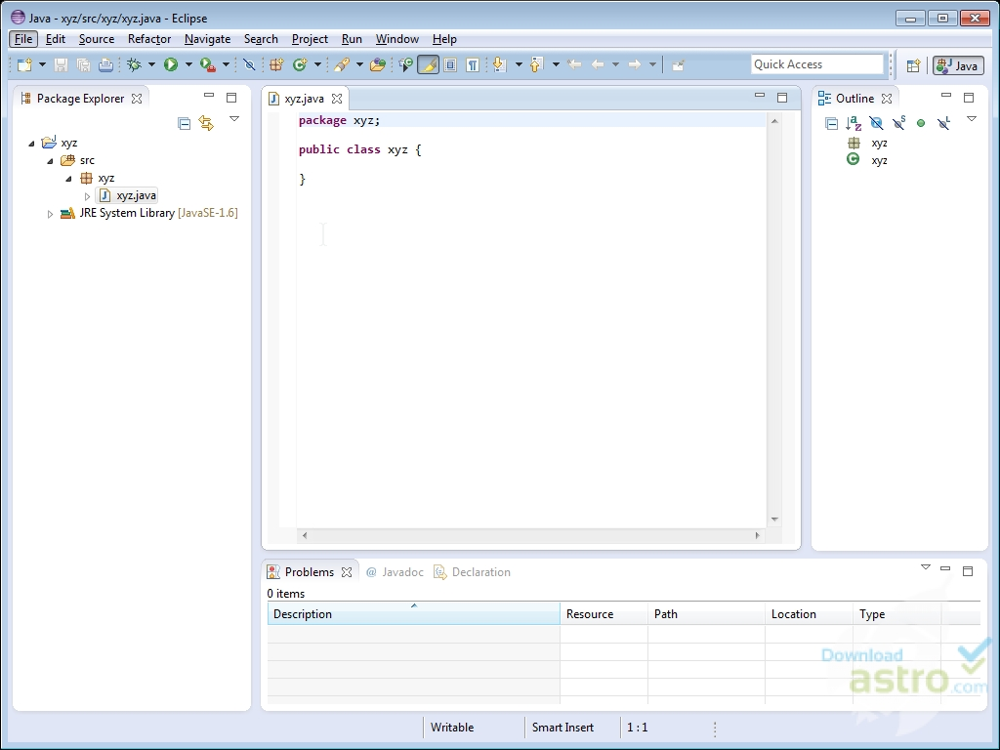 Java - xyz/src/xyz/xyz.java - Eclipse
File Edit Source Refactor Navigate Search Project Run Window Help
Quick Access
Java
Package Explorer
xyz
src
xyz
xyz.java
JRE System Library [JavaSE-1.6]
xyz.java
package xyz;
public class xyz {
}
Outline
xyz
xyz
Problems @ Javadoc Declaration
0 items
Description Resource Path Location Type
Download
astro.com
Writable Smart Insert 1 : 1